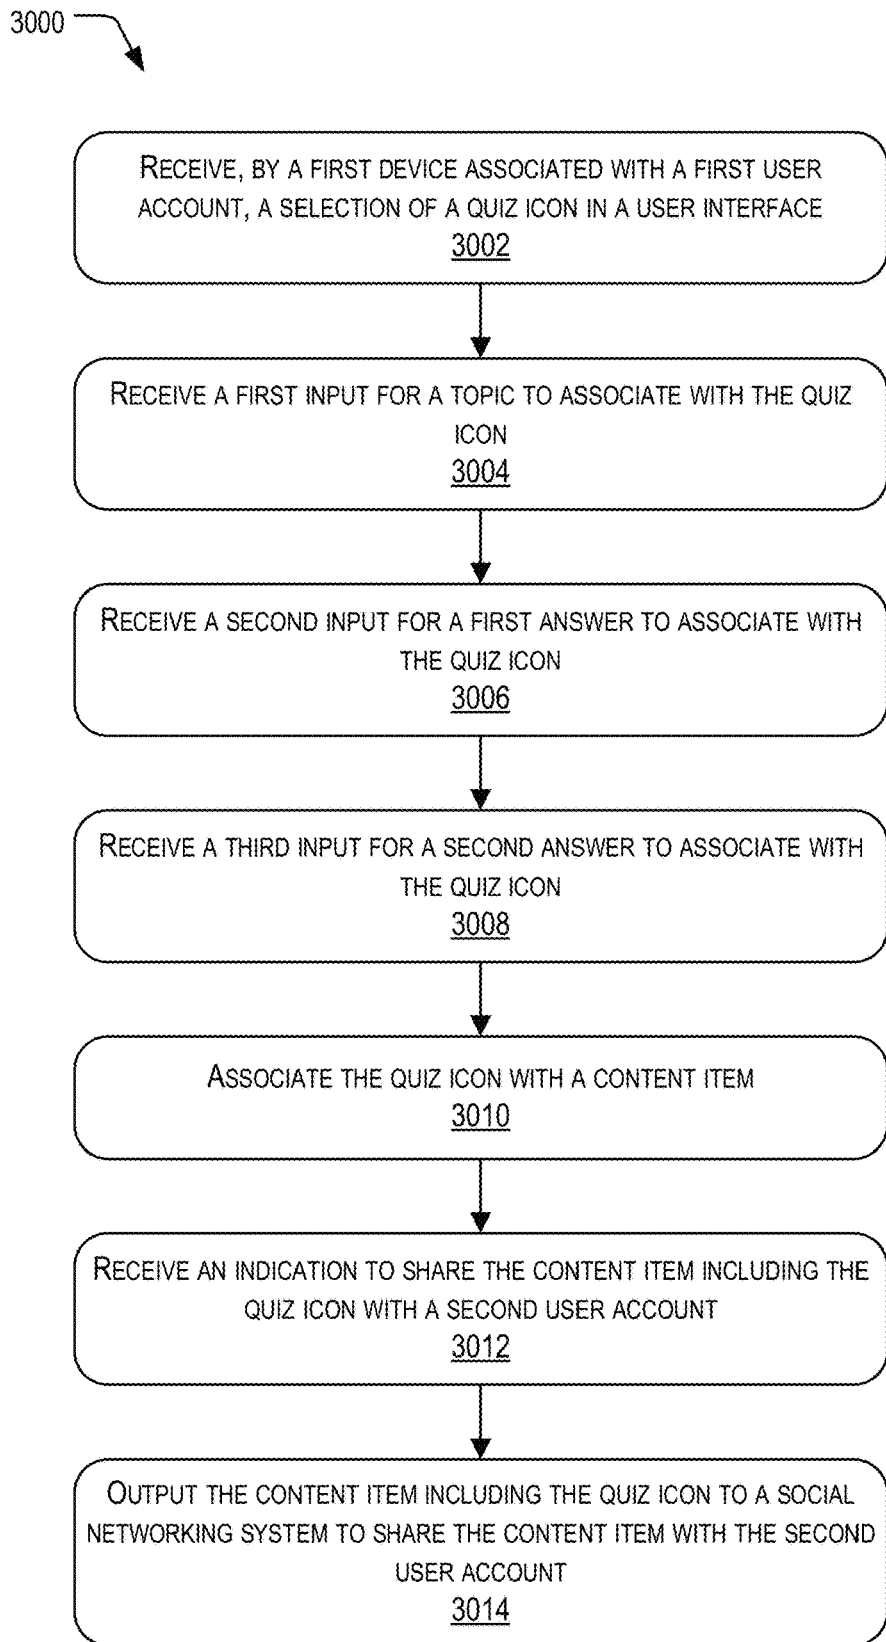 3000
RECEIVE, BY A FIRST DEVICE ASSOCIATED WITH A FIRST USER
ACCOUNT, A SELECTION OF A QUIZ ICON IN A USER INTERFACE
3002
RECEIVE A FIRST INPUT FOR A TOPIC TO ASSOCIATE WITH THE QUIZ
ICON
3004
RECEIVE A SECOND INPUT FOR A FIRST ANSWER TO ASSOCIATE WITH
THE QUIZ ICON
3006
RECEIVE A THIRD INPUT FOR A SECOND ANSWER TO ASSOCIATE WITH
THE QUIZ ICON
3008
ASSOCIATE THE QUIZ ICON WITH A CONTENT ITEM
3010
RECEIVE AN INDICATION TO SHARE THE CONTENT ITEM INCLUDING THE
QUIZ ICON WITH A SECOND USER ACCOUNT
3012
OUTPUT THE CONTENT ITEM INCLUDING THE QUIZ ICON TO A SOCIAL
NETWORKING SYSTEM TO SHARE THE CONTENT ITEM WITH THE SECOND
USER ACCOUNT
3014